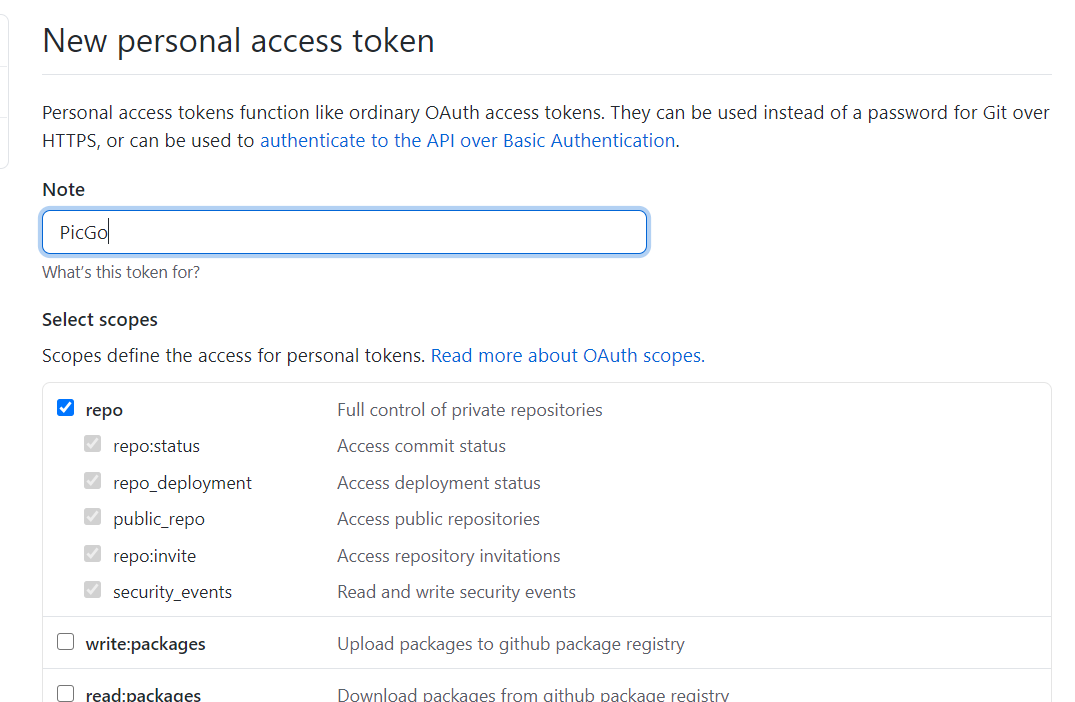 New personal access token
Personal access tokens function like ordinary OAuth access tokens. They can be used instead of a password for Git over
HTTPS, or can be used to authenticate to the API over Basic Authentication.
Note
PicGo
What's this token for?
Select scopes
Scopes define the access for personal tokens. Read more about OAuth scopes.
repo Full control of private repositories
repo:status Access commit status
repo_deployment Access deployment status
public_repo Access public repositories
repo:invite Access repository invitations
security_events Read and write security events
write:packages Upload packages to github package registry
read:packages Download packages from github package registry